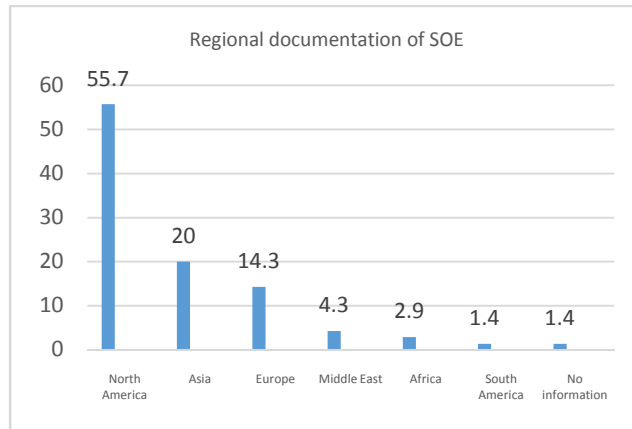 Regional documentation of SOE
60
50
40
30
20
10
0
55.7
20
14.3
4.3
2.9
1.4
1.4
North America
Asia
Europe
Middle East
Africa
South America
No information